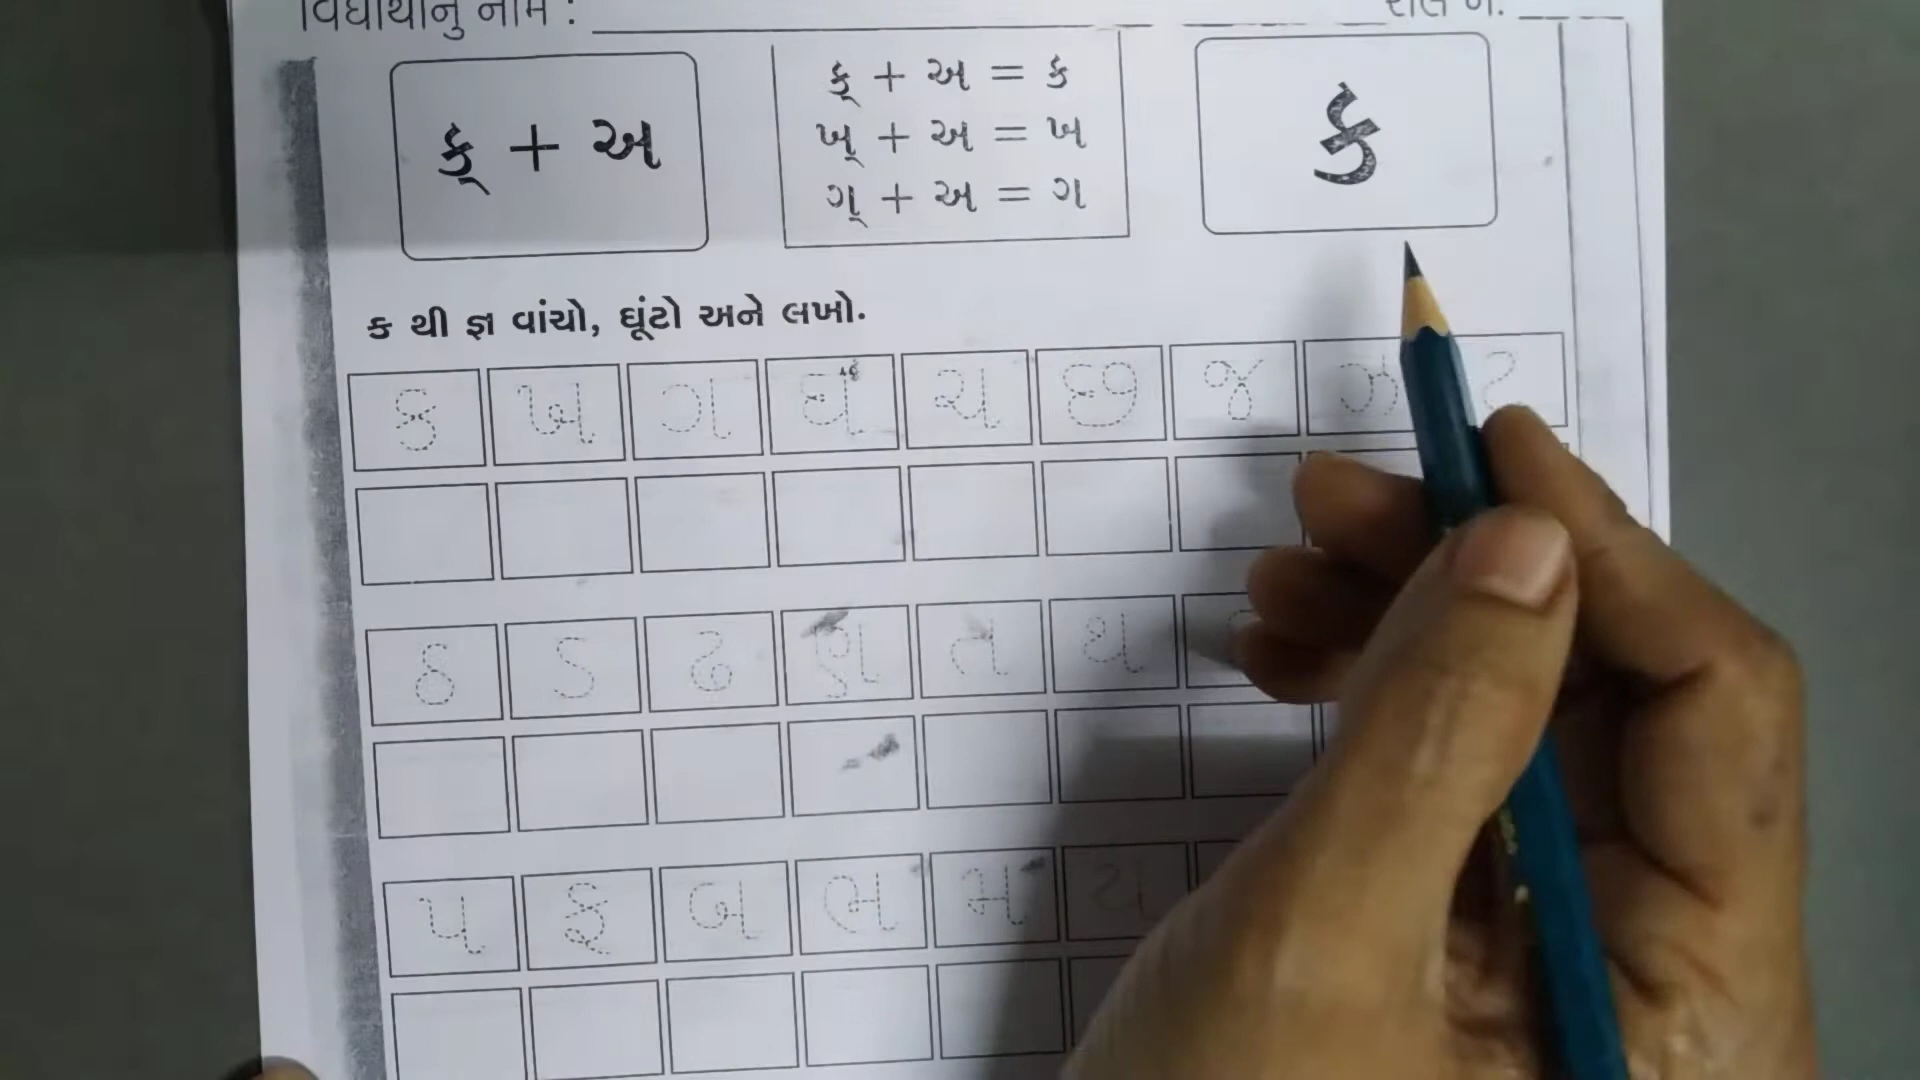 વિદ્યાર્થીનું નામ :
રોલ નં.
ક્ + અ
ક્ + અ = ક
ખ્ + અ = ખ
ગ્ + અ = ગ
ક
ક થી જ્ઞ વાંચો, ઘૂંટો અને લખો.
ક ખ ગ ઘ ચ છ જ ઝ ટ
ઠ ડ ઢ ણ ત થ
પ ફ બ ભ મ ય